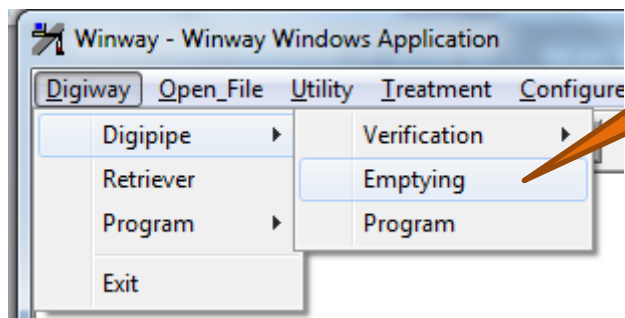 Winway - Winway Windows Application
Digiway Open_File Utility Treatment Configure
Digipipe
Retriever
Program
Exit
Verification
Emptying
Program